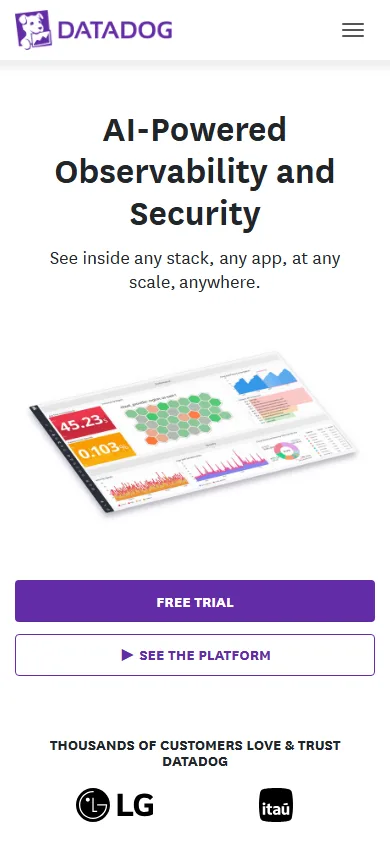 DATADOG
AI-Powered
Observability and
Security
See inside any stack, any app, at any
scale, anywhere.
45.23
0.103
FREE TRIAL
SEE THE PLATFORM
THOUSANDS OF CUSTOMERS LOVE & TRUST
DATADOG
LG
itaú